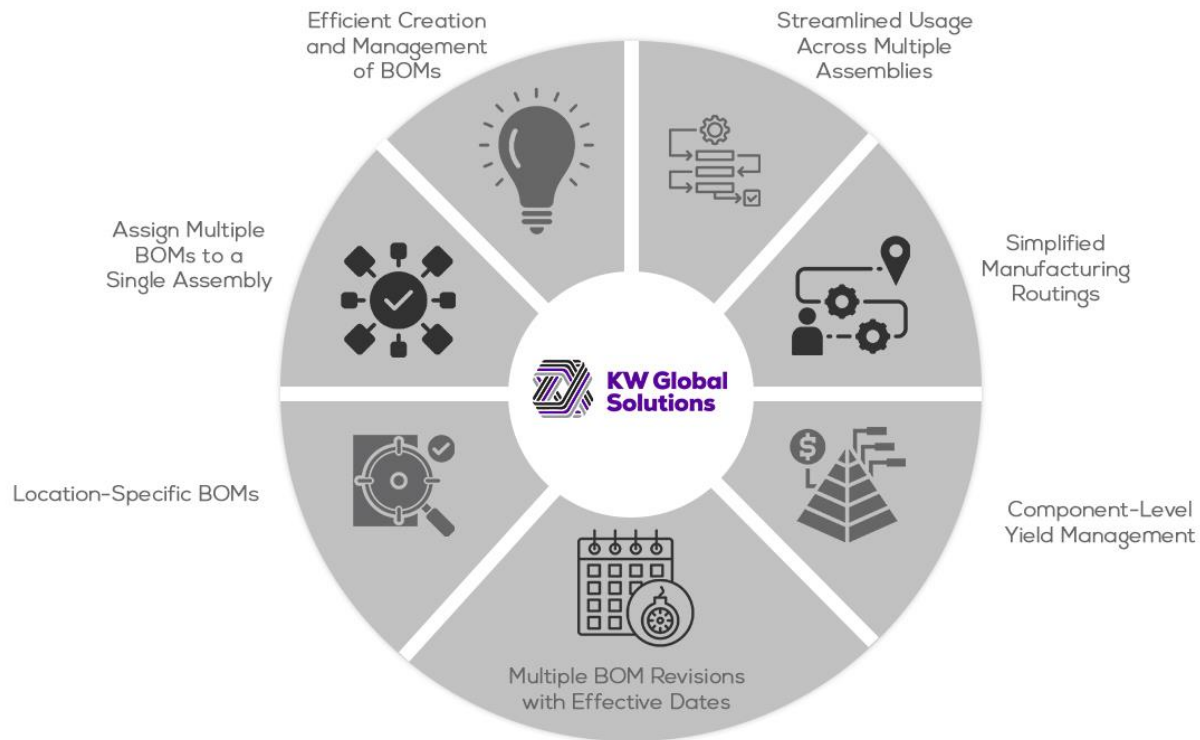 Efficient Creation
and Management
of BOMs
Streamlined Usage
Across Multiple
Assemblies
Assign Multiple
BOMs to a
Single Assembly
Simplified
Manufacturing
Routings
$
KW Global
Solutions
Location-Specific BOMs
Component-Level
Yield Management
Multiple BOM Revisions
with Effective Dates